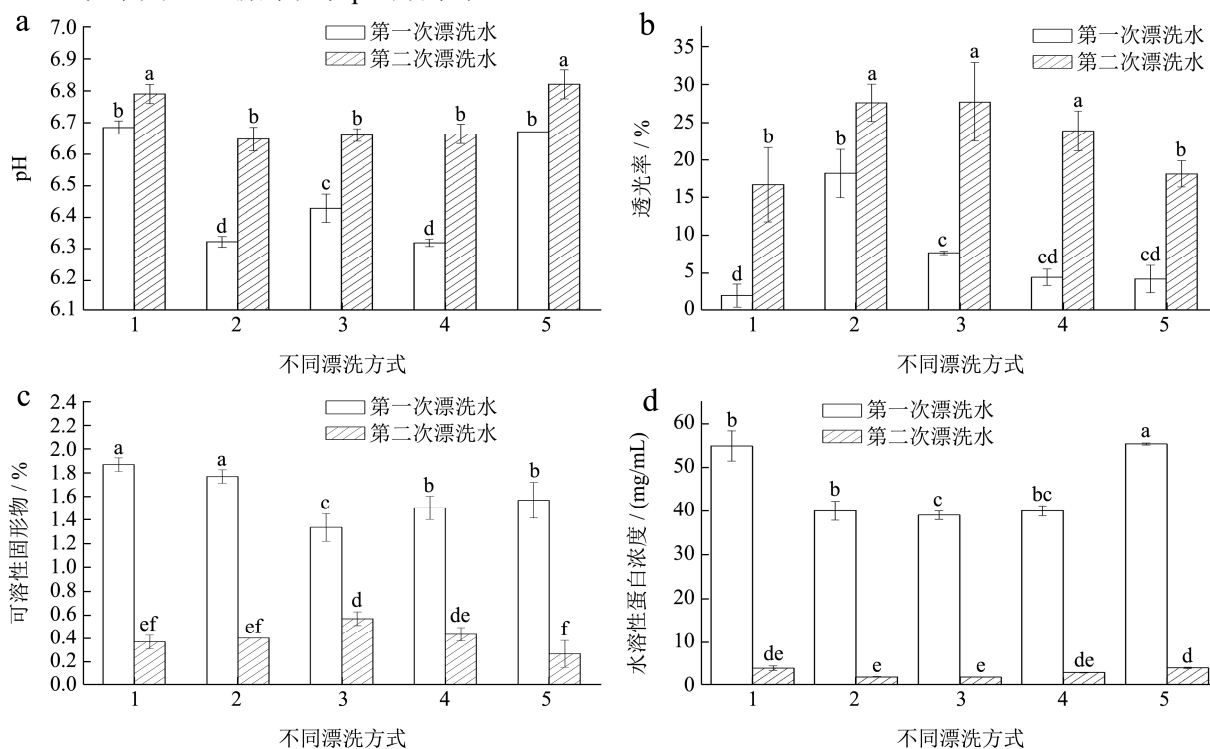 a
7.0
6.9
6.8
6.7
6.6
6.5
6.4
6.3
6.2
6.1
pH
第一次漂洗水
第二次漂洗水
b
a
d
b
c
b
d
b
b
a
1
2
3
4
5
不同漂洗方式
b
35
30
25
20
15
10
5
0
透光率 / %
第一次漂洗水
第二次漂洗水
d
b
b
a
c
a
cd
a
cd
b
1
2
3
4
5
不同漂洗方式
c
2.4
2.2
2.0
1.8
1.6
1.4
1.2
1.0
0.8
0.6
0.4
0.2
0.0
可溶性固形物 / %
第一次漂洗水
第二次漂洗水
a
ef
a
ef
c
d
b
de
b
f
1
2
3
4
5
不同漂洗方式
d
60
50
40
30
20
10
0
水溶性蛋白浓度 / (mg/mL)
第一次漂洗水
第二次漂洗水
b
de
b
e
c
e
bc
de
a
d
1
2
3
4
5
不同漂洗方式